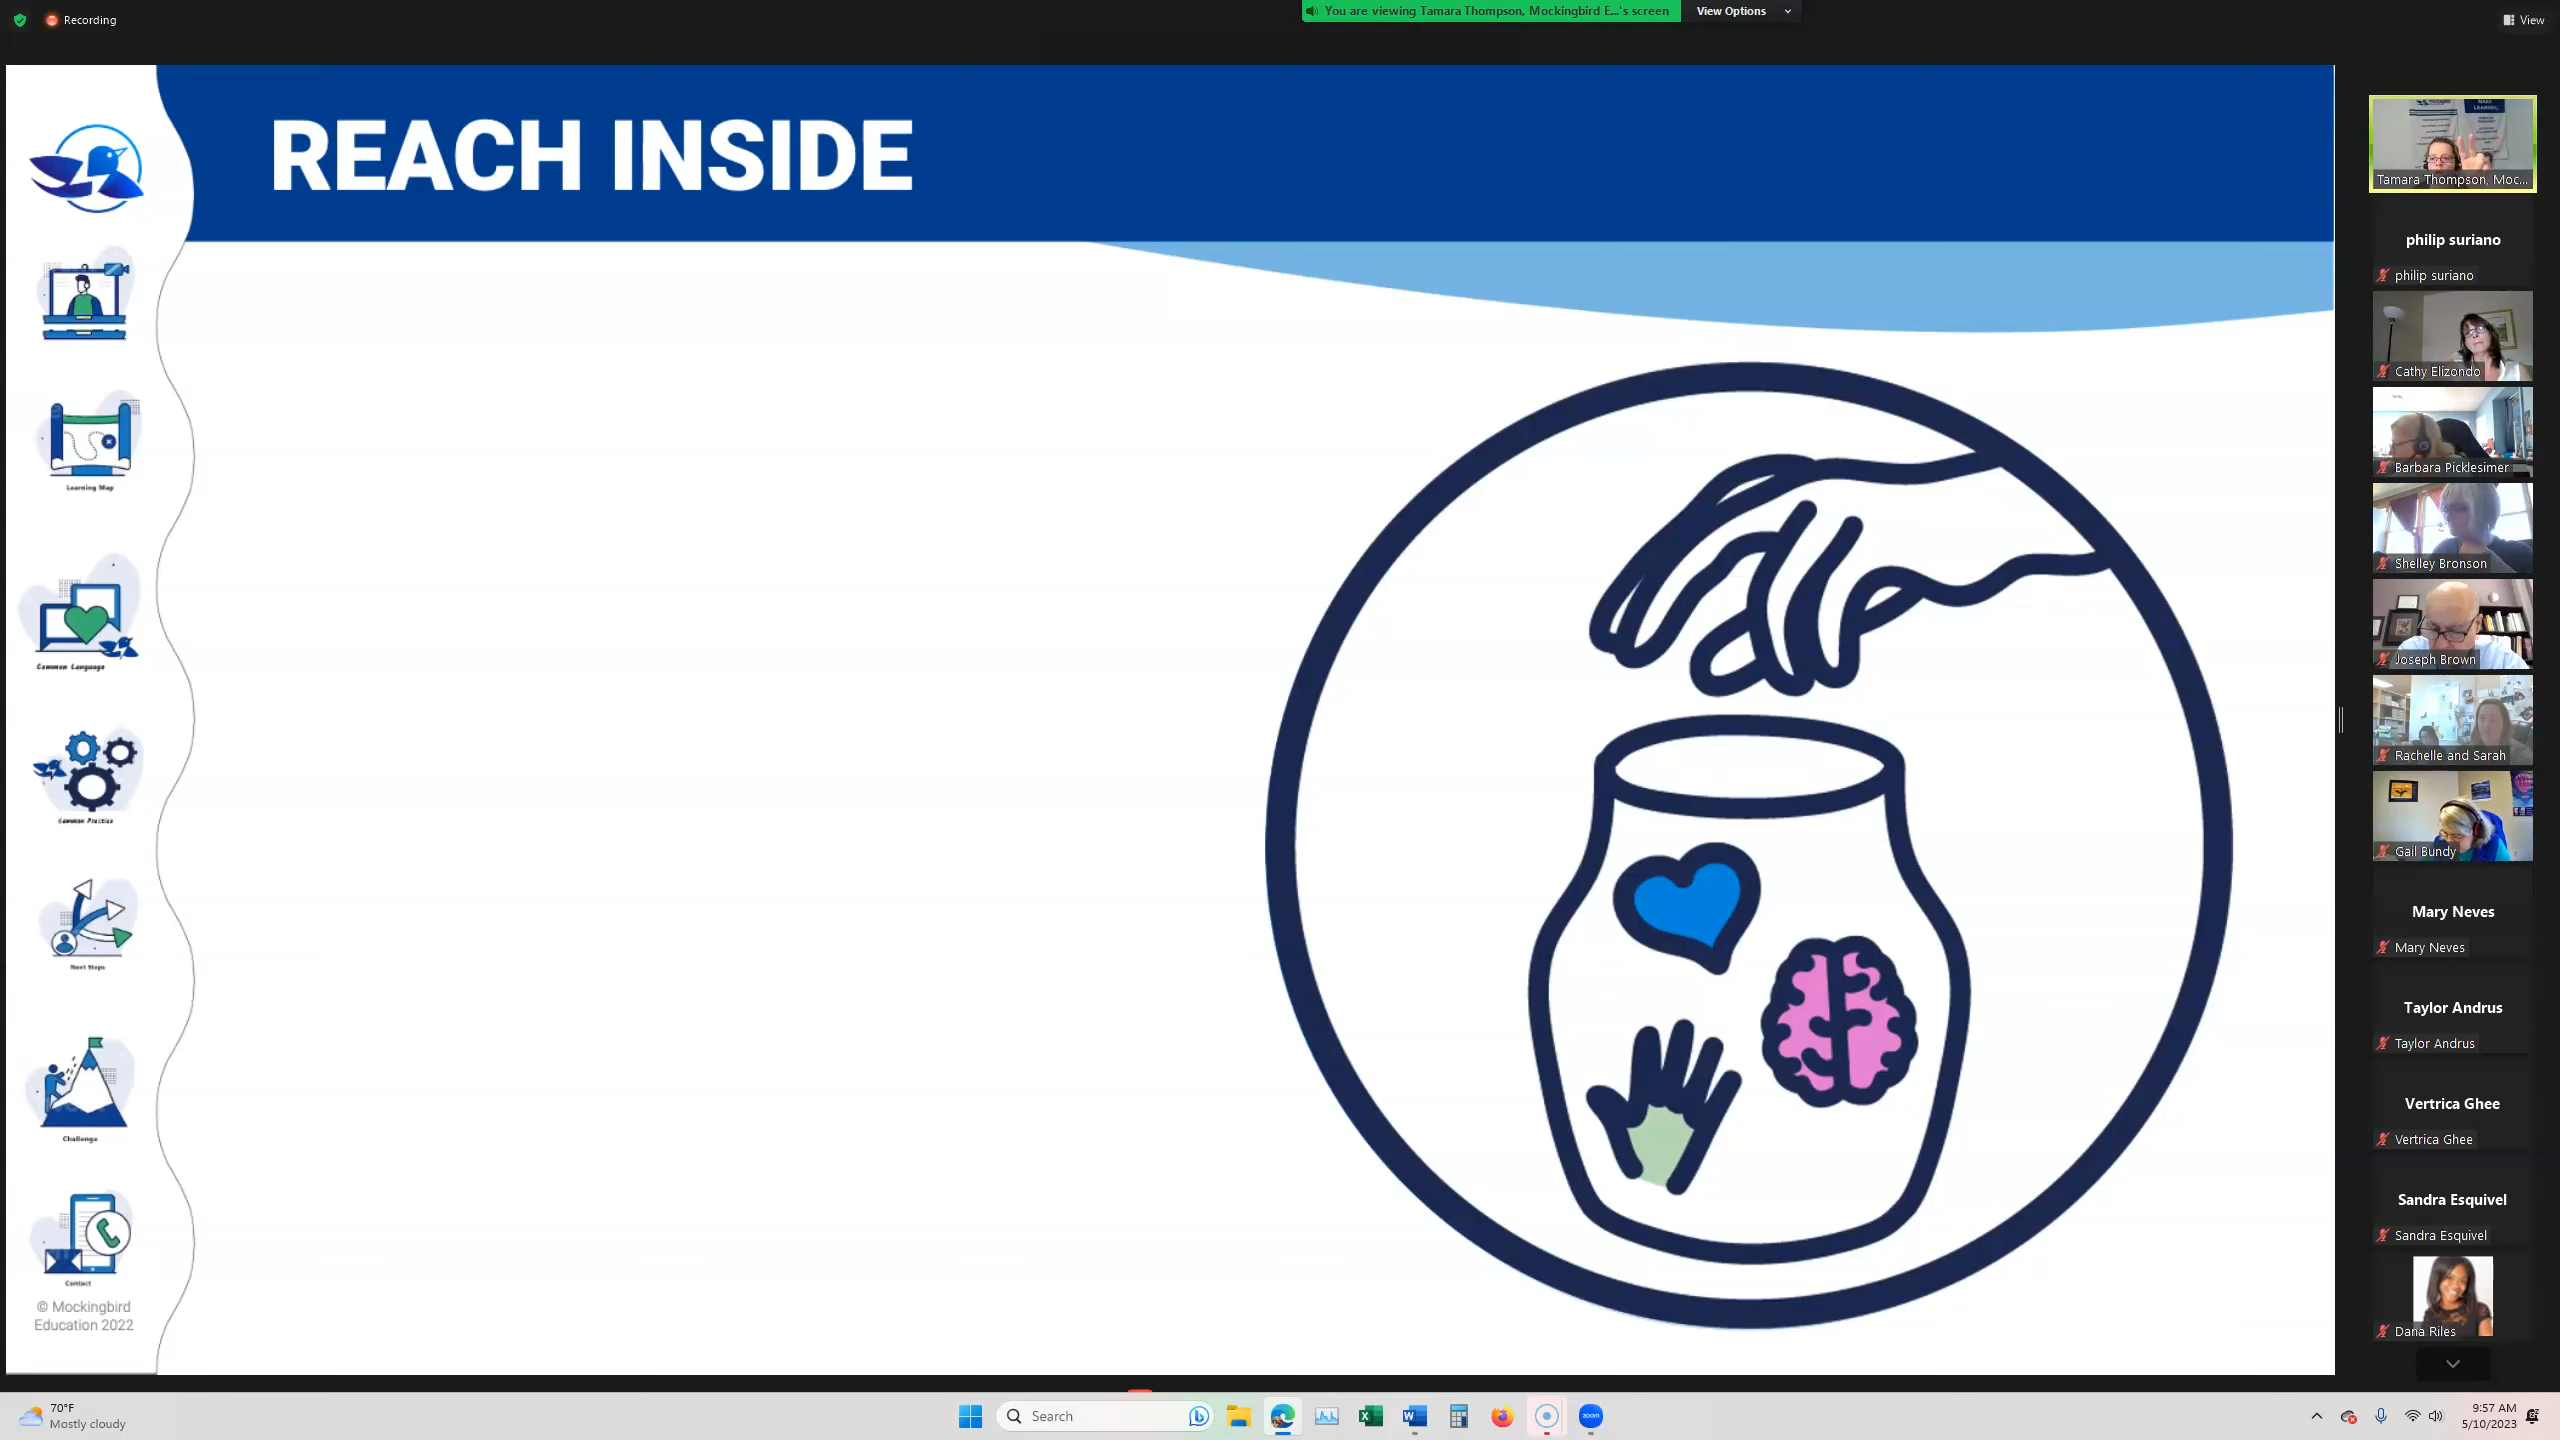 Recording
You are viewing Tamara Thompson, Mockingbird E...'s screen
View Options
View
REACH INSIDE
Learning Map
Common Language
Common Practice
Next Steps
Challenge
Contact
© Mockingbird
Education 2022
Tamara Thompson, Moc...
philip suriano
philip suriano
Cathy Elizondo
Barbara Picklesimer
Shelley Bronson
Joseph Brown
Rachelle and Sarah
Gail Bundy
Mary Neves
Mary Neves
Taylor Andrus
Taylor Andrus
Vertrica Ghee
Vertrica Ghee
Sandra Esquivel
Sandra Esquivel
Dana Riles
70°F
Mostly cloudy
Search
zoom
9:57 AM
5/10/2023